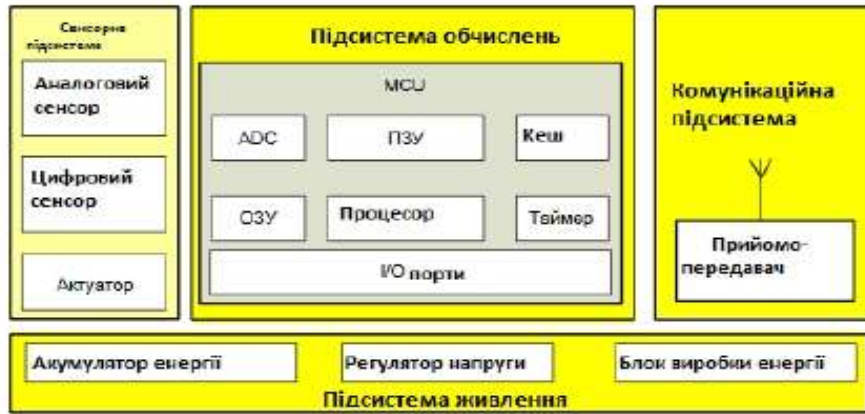 Сенсорна
підсистема
Аналоговий
сенсор
Цифровий
сенсор
Актуатор
Підсистема обчислень
MCU
ADC
ПЗУ
Кеш
ОЗУ
Процесор
Таймер
I/O порти
Комунікаційна
підсистема
Прийомо-
передавач
Акумулятор енергії
Регулятор напруги
Блок виробки енергії
Підсистема живлення